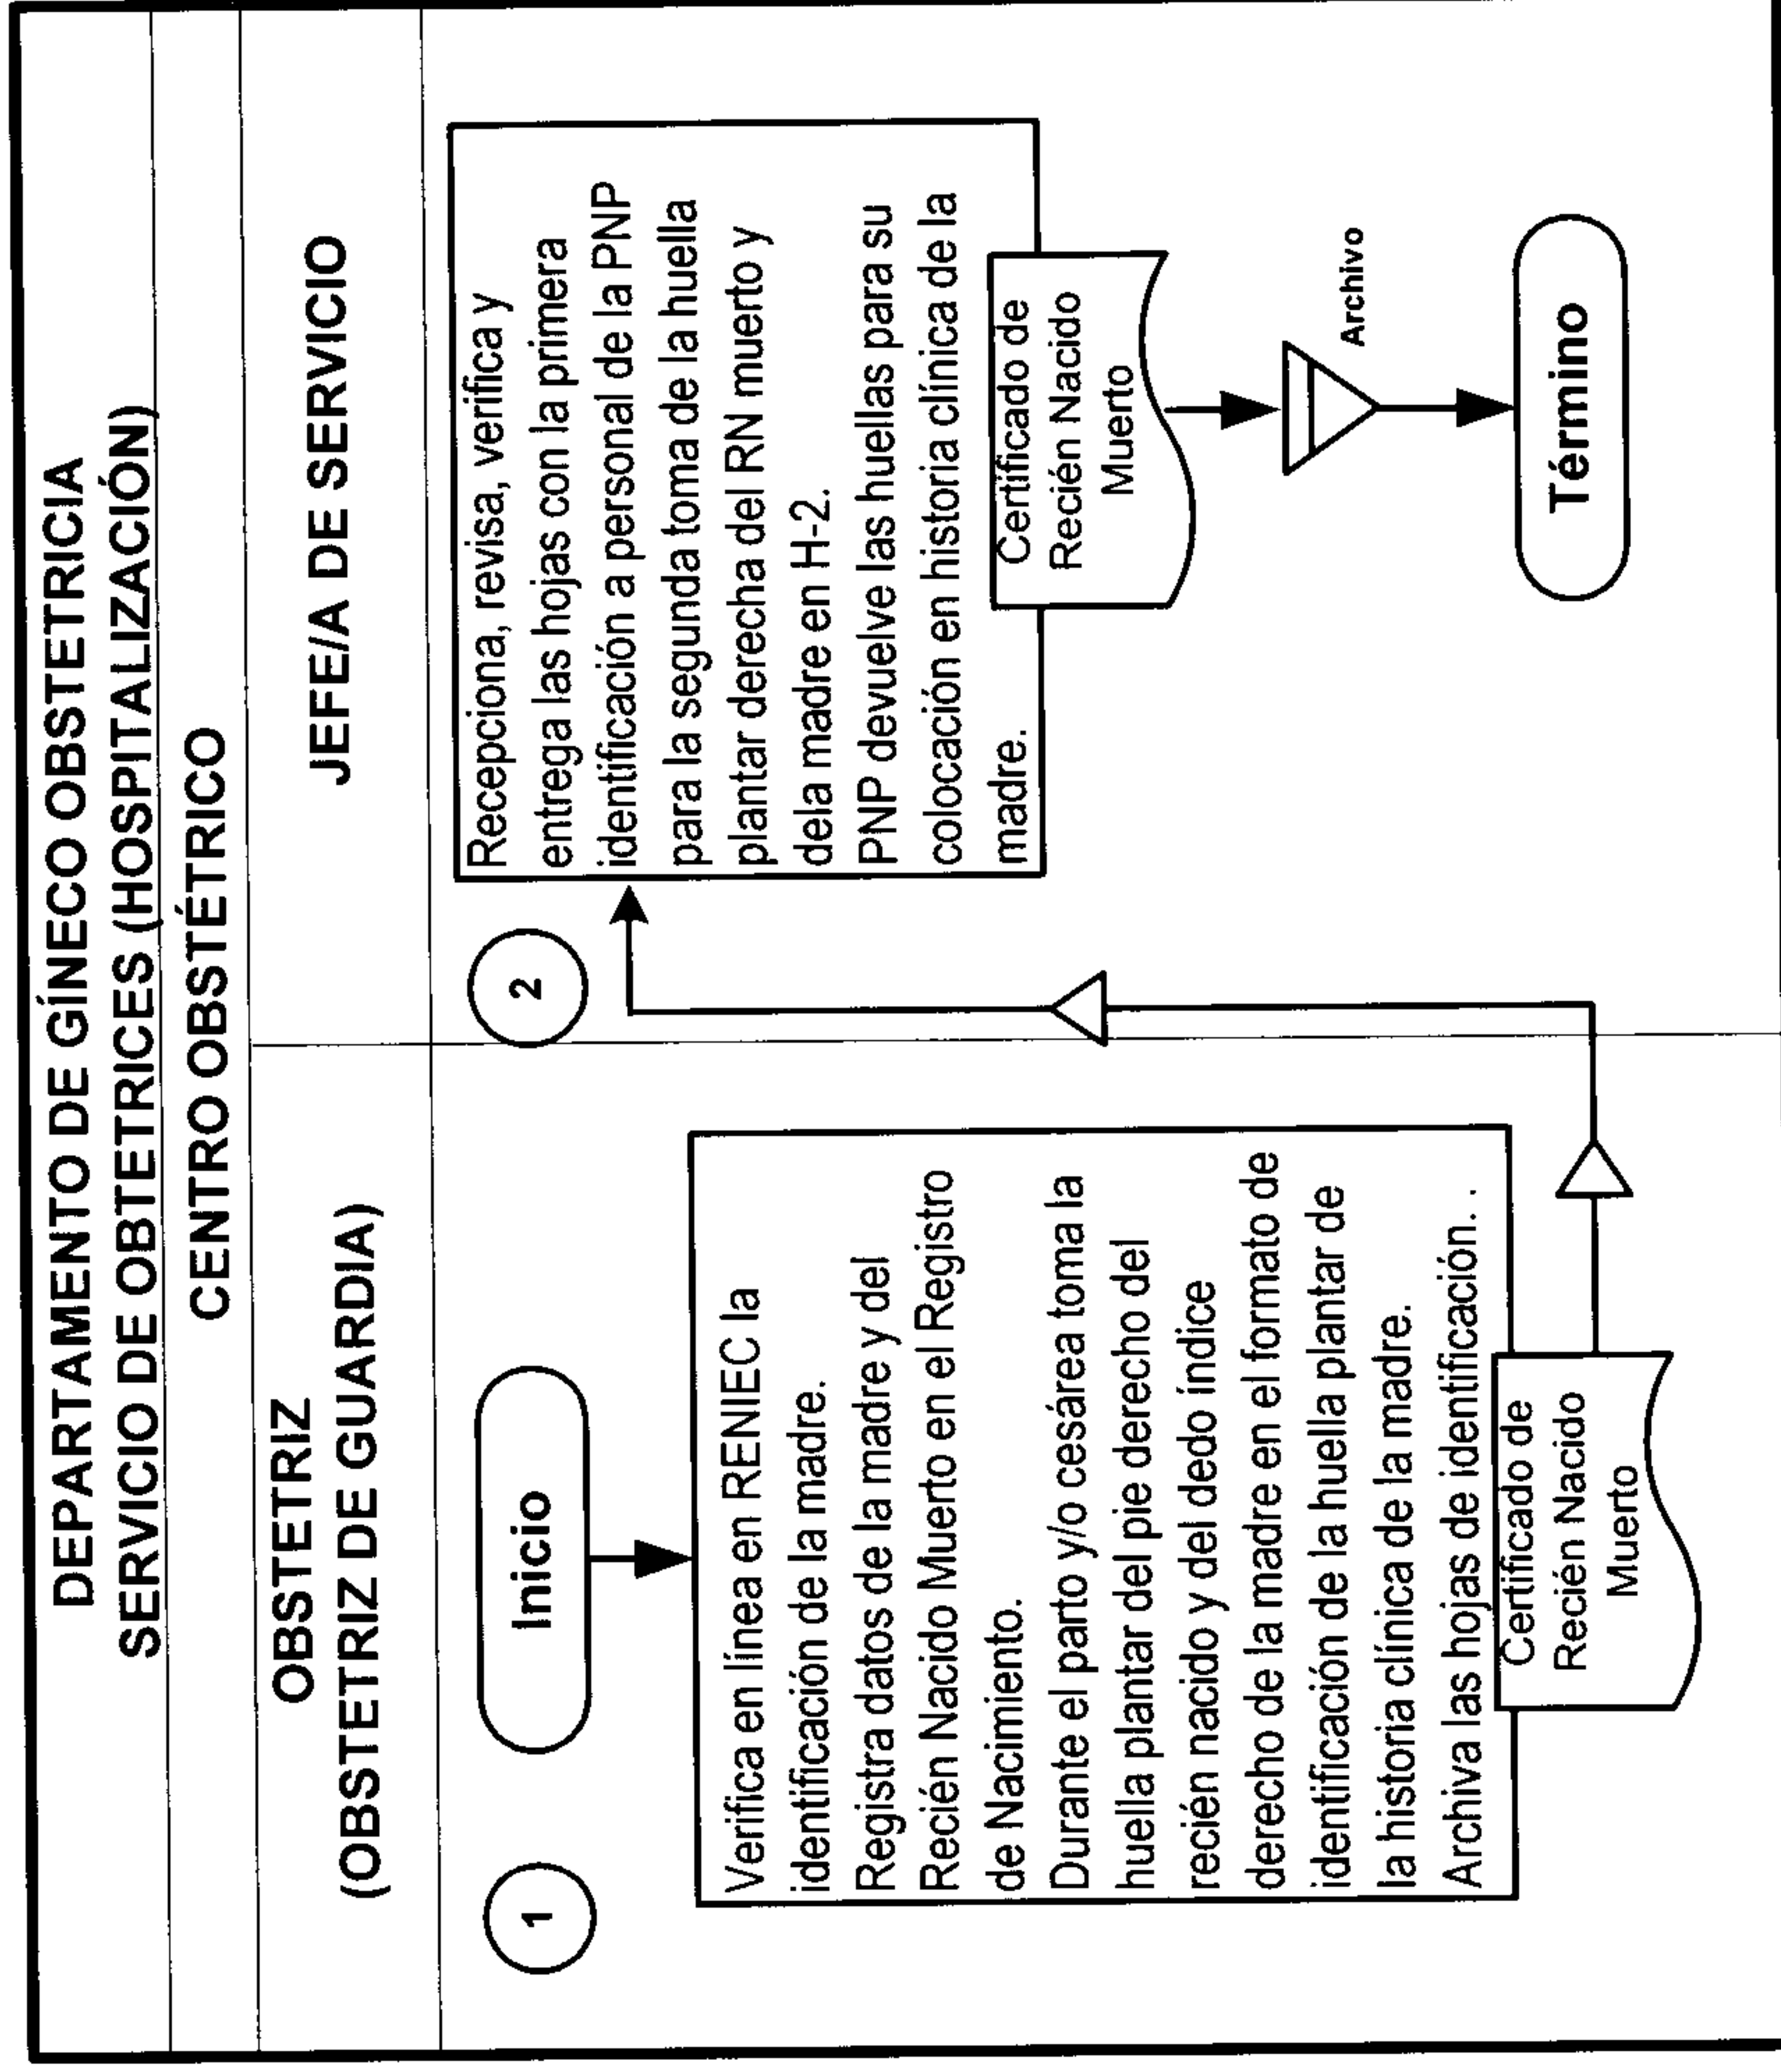 DEPARTAMENTO DE GÍNECO OBSTETRICIA
SERVICIO DE OBTETRICES (HOSPITALIZACIÓN)
CENTRO OBSTÉTRICO
OBSTETRIZ
(OBSTETRIZ DE GUARDIA)
JEFE/A DE SERVICIO
1
Inicio
Verifica en línea en RENIEC la
identificación de la madre.
Registra datos de la madre y del
Recién Nacido Muerto en el Registro
de Nacimiento.
Durante el parto y/o cesárea toma la
huella plantar del pie derecho del
recién nacido y del dedo índice
derecho de la madre en el formato de
identificación de la huella plantar de
la historia clínica de la madre.
Archiva las hojas de identificación. .
Certificado de
Recién Nacido
Muerto
2
Recepciona, revisa, verifica y
entrega las hojas con la primera
identificación a personal de la PNP
para la segunda toma de la huella
plantar derecha del RN muerto y
dela madre en H-2.
PNP devuelve las huellas para su
colocación en historia clínica de la
madre.
Certificado de
Recién Nacido
Muerto
Archivo
Término